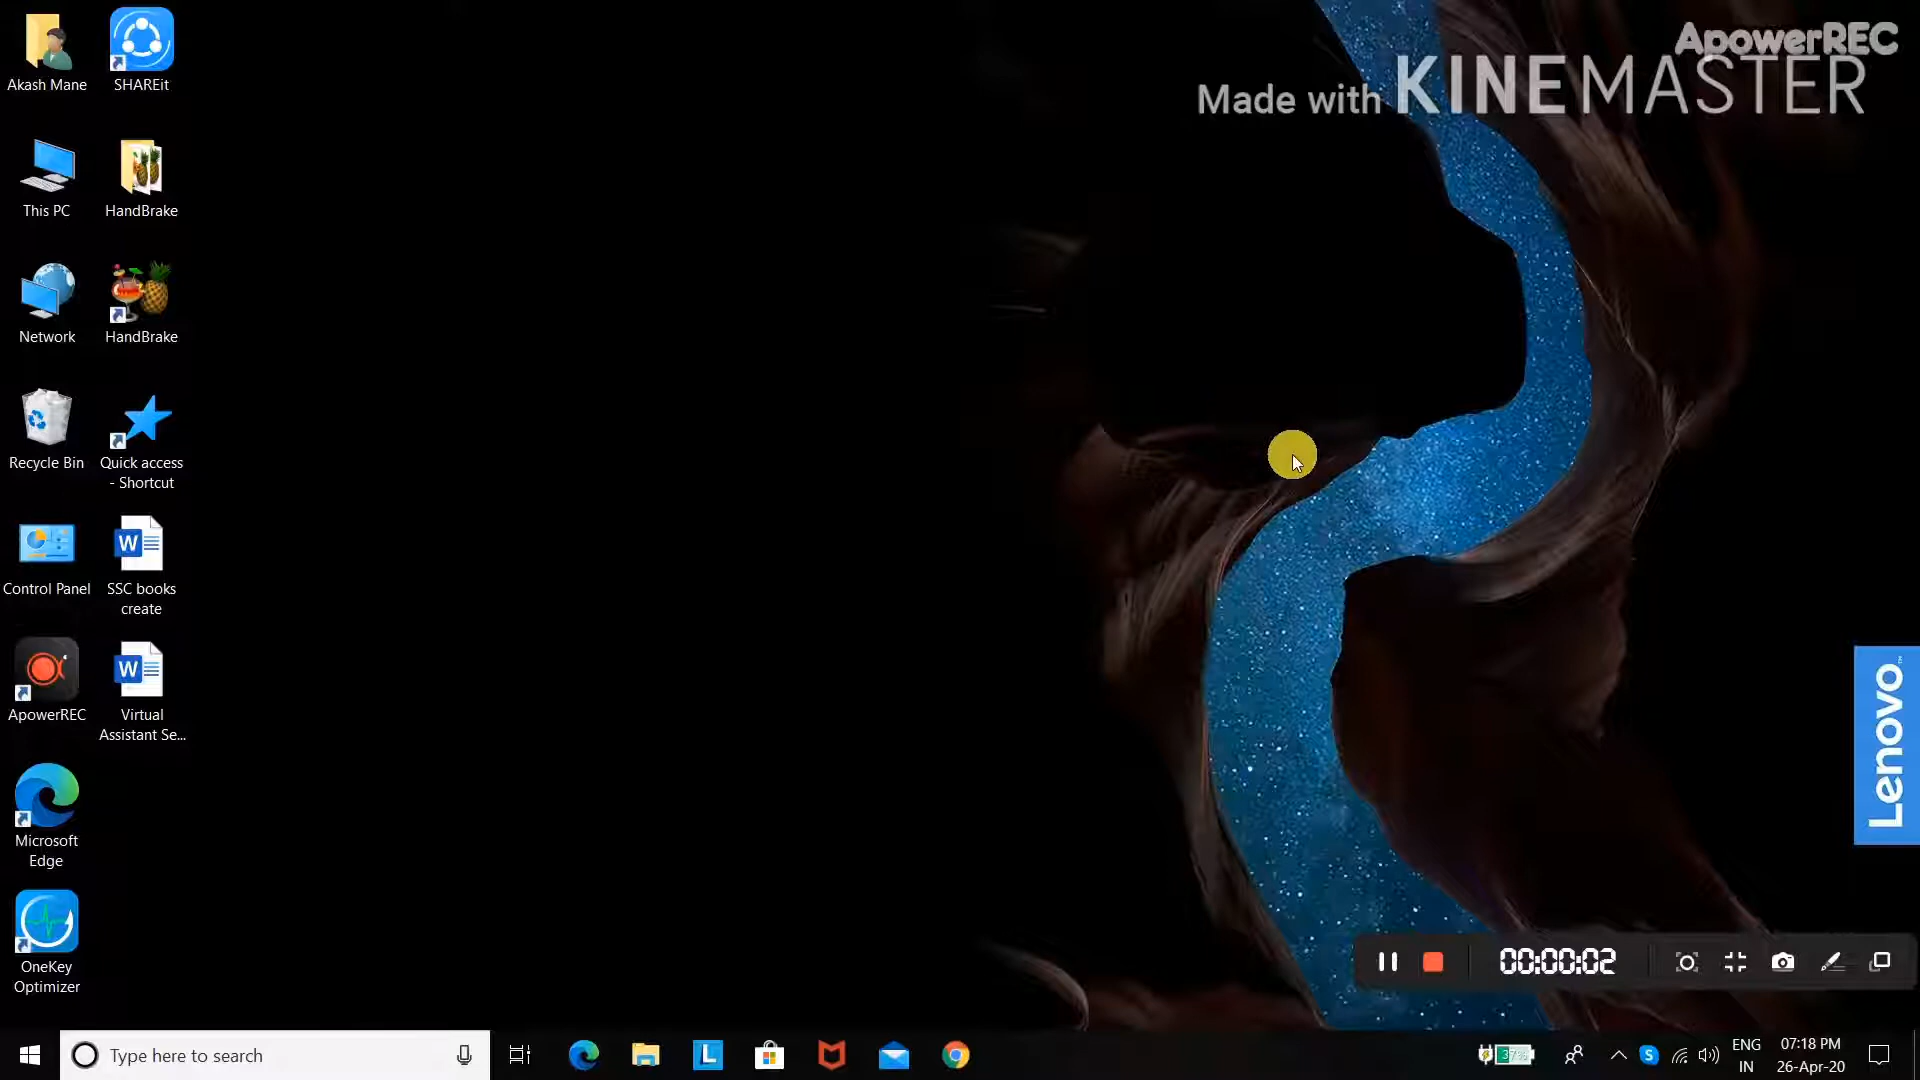 Akash Mane
SHAREit
This PC
HandBrake
Network
HandBrake
Recycle Bin
Quick access
- Shortcut
Control Panel
SSC books
create
ApowerREC
Virtual
Assistant Se...
Microsoft
Edge
OneKey
Optimizer
ApowerREC
Made with KINEMASTER
Lenovo
00:00:02
Type here to search
37%
ENG
IN
07:18 PM
26-Apr-20